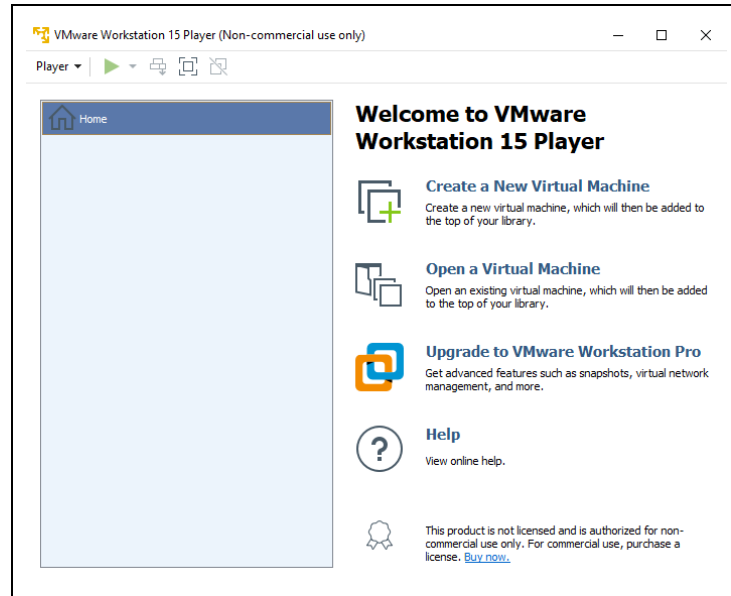 VMware Workstation 15 Player (Non-commercial use only)
Player
Home
Welcome to VMware
Workstation 15 Player
Create a New Virtual Machine
Create a new virtual machine, which will then be added to
the top of your library.
Open a Virtual Machine
Open an existing virtual machine, which will then be added
to the top of your library.
Upgrade to VMware Workstation Pro
Get advanced features such as snapshots, virtual network
management, and more.
Help
View online help.
This product is not licensed and is authorized for non-
commercial use only. For commercial use, purchase a
license. Buy now.